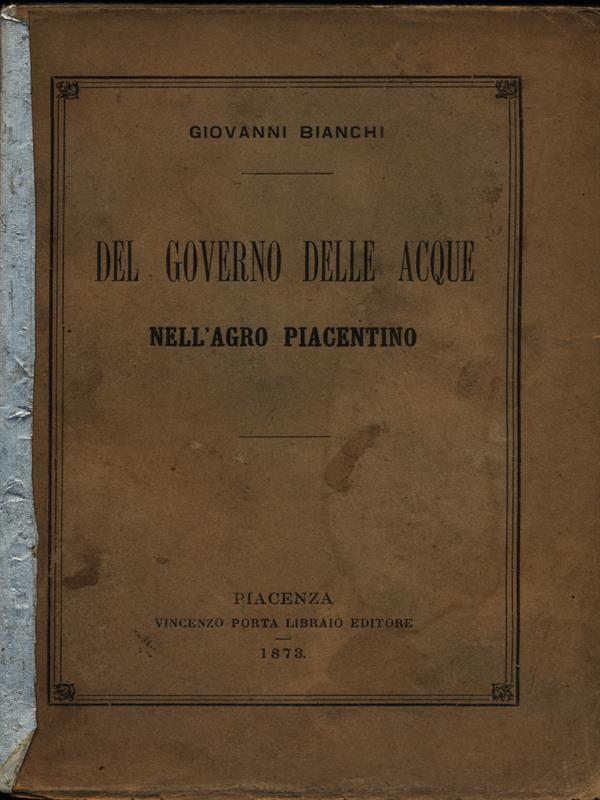 GIOVANNI BIANCHI
DEL GOVERNO DELLE ACQUE
NELL'AGRO PIACENTINO
PIACENZA
VINCENZO PORTA LIBRAIO EDITORE
1873.